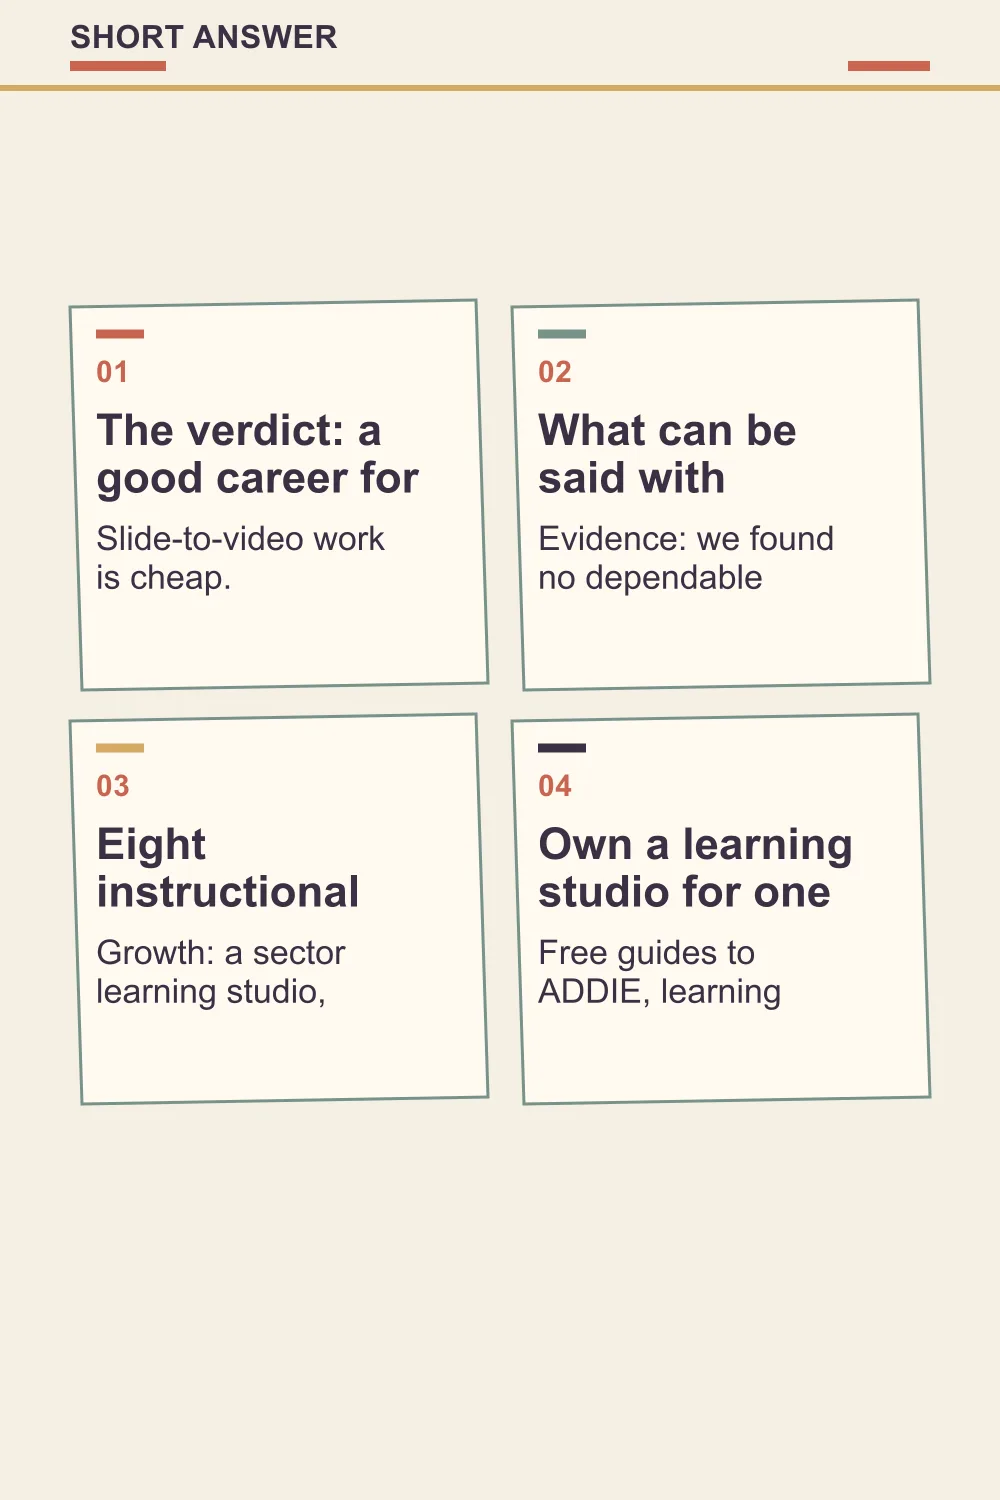 SHORT ANSWER
01
The verdict: a
good career for
Slide-to-video work
is cheap.
02
What can be
said with
Evidence: we found
no dependable
03
Eight
instructional
Growth: a sector
learning studio,
04
Own a learning
studio for one
Free guides to
ADDIE, learning